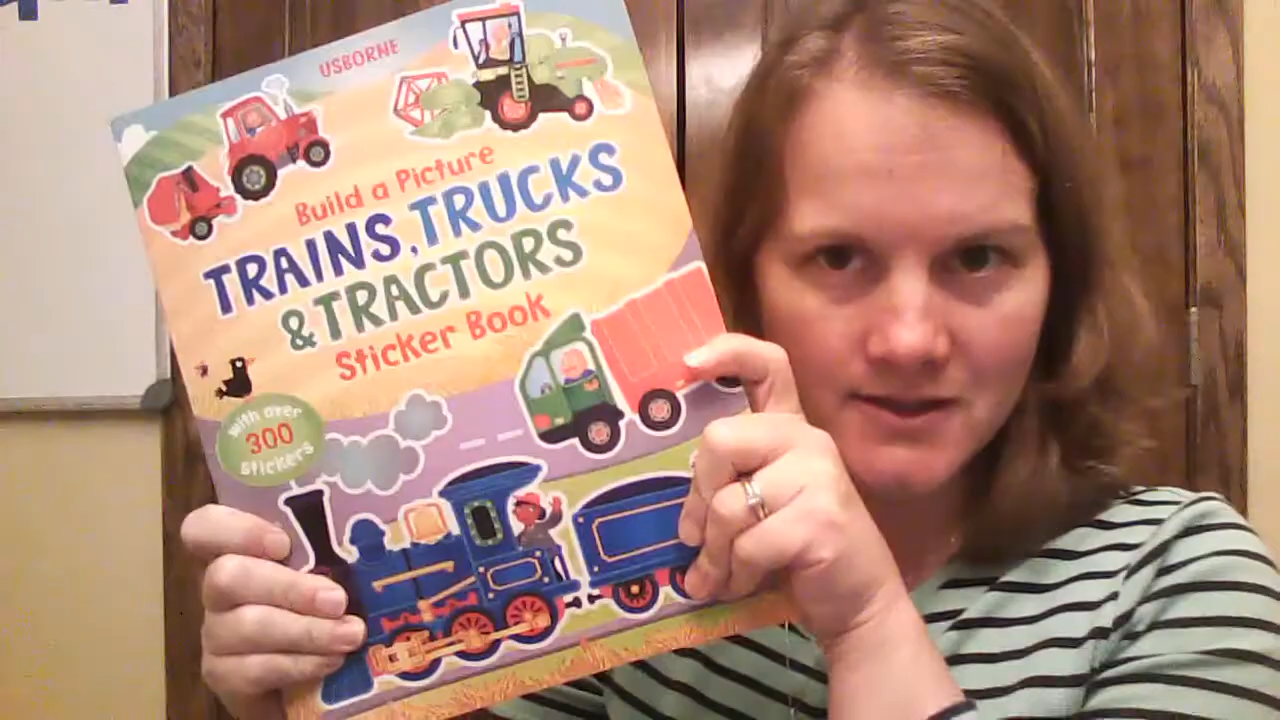 USBORNE
Build a Picture
TRAINS, TRUCKS
& TRACTORS
Sticker Book
With over
300
stickers